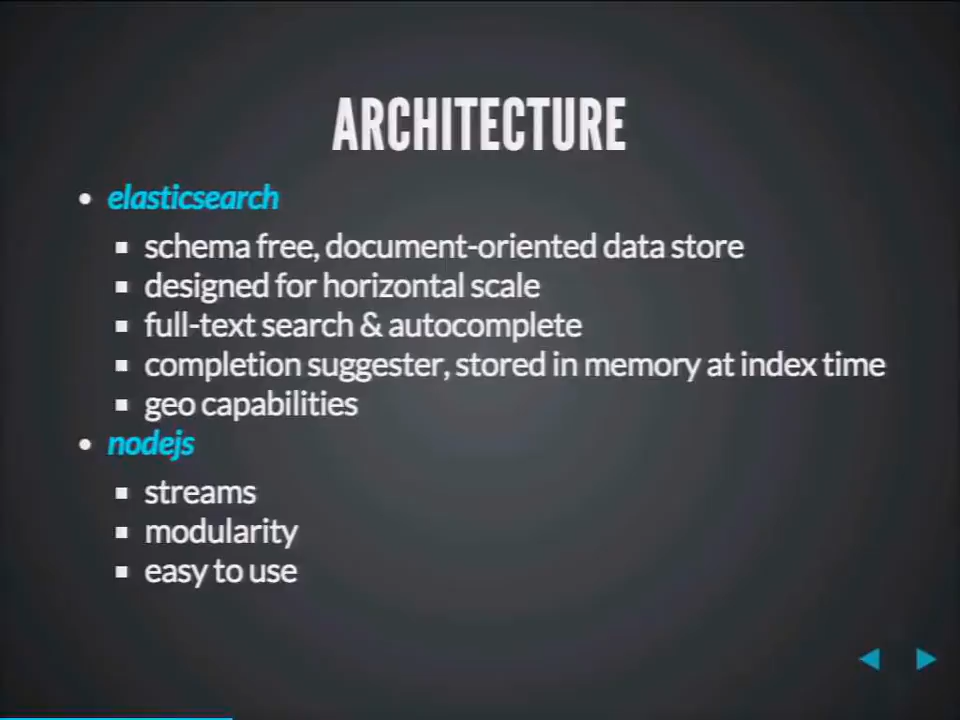 ARCHITECTURE
elasticsearch
schema free, document-oriented data store
designed for horizontal scale
full-text search & autocomplete
completion suggester, stored in memory at index time
geo capabilities
nodejs
streams
modularity
easy to use